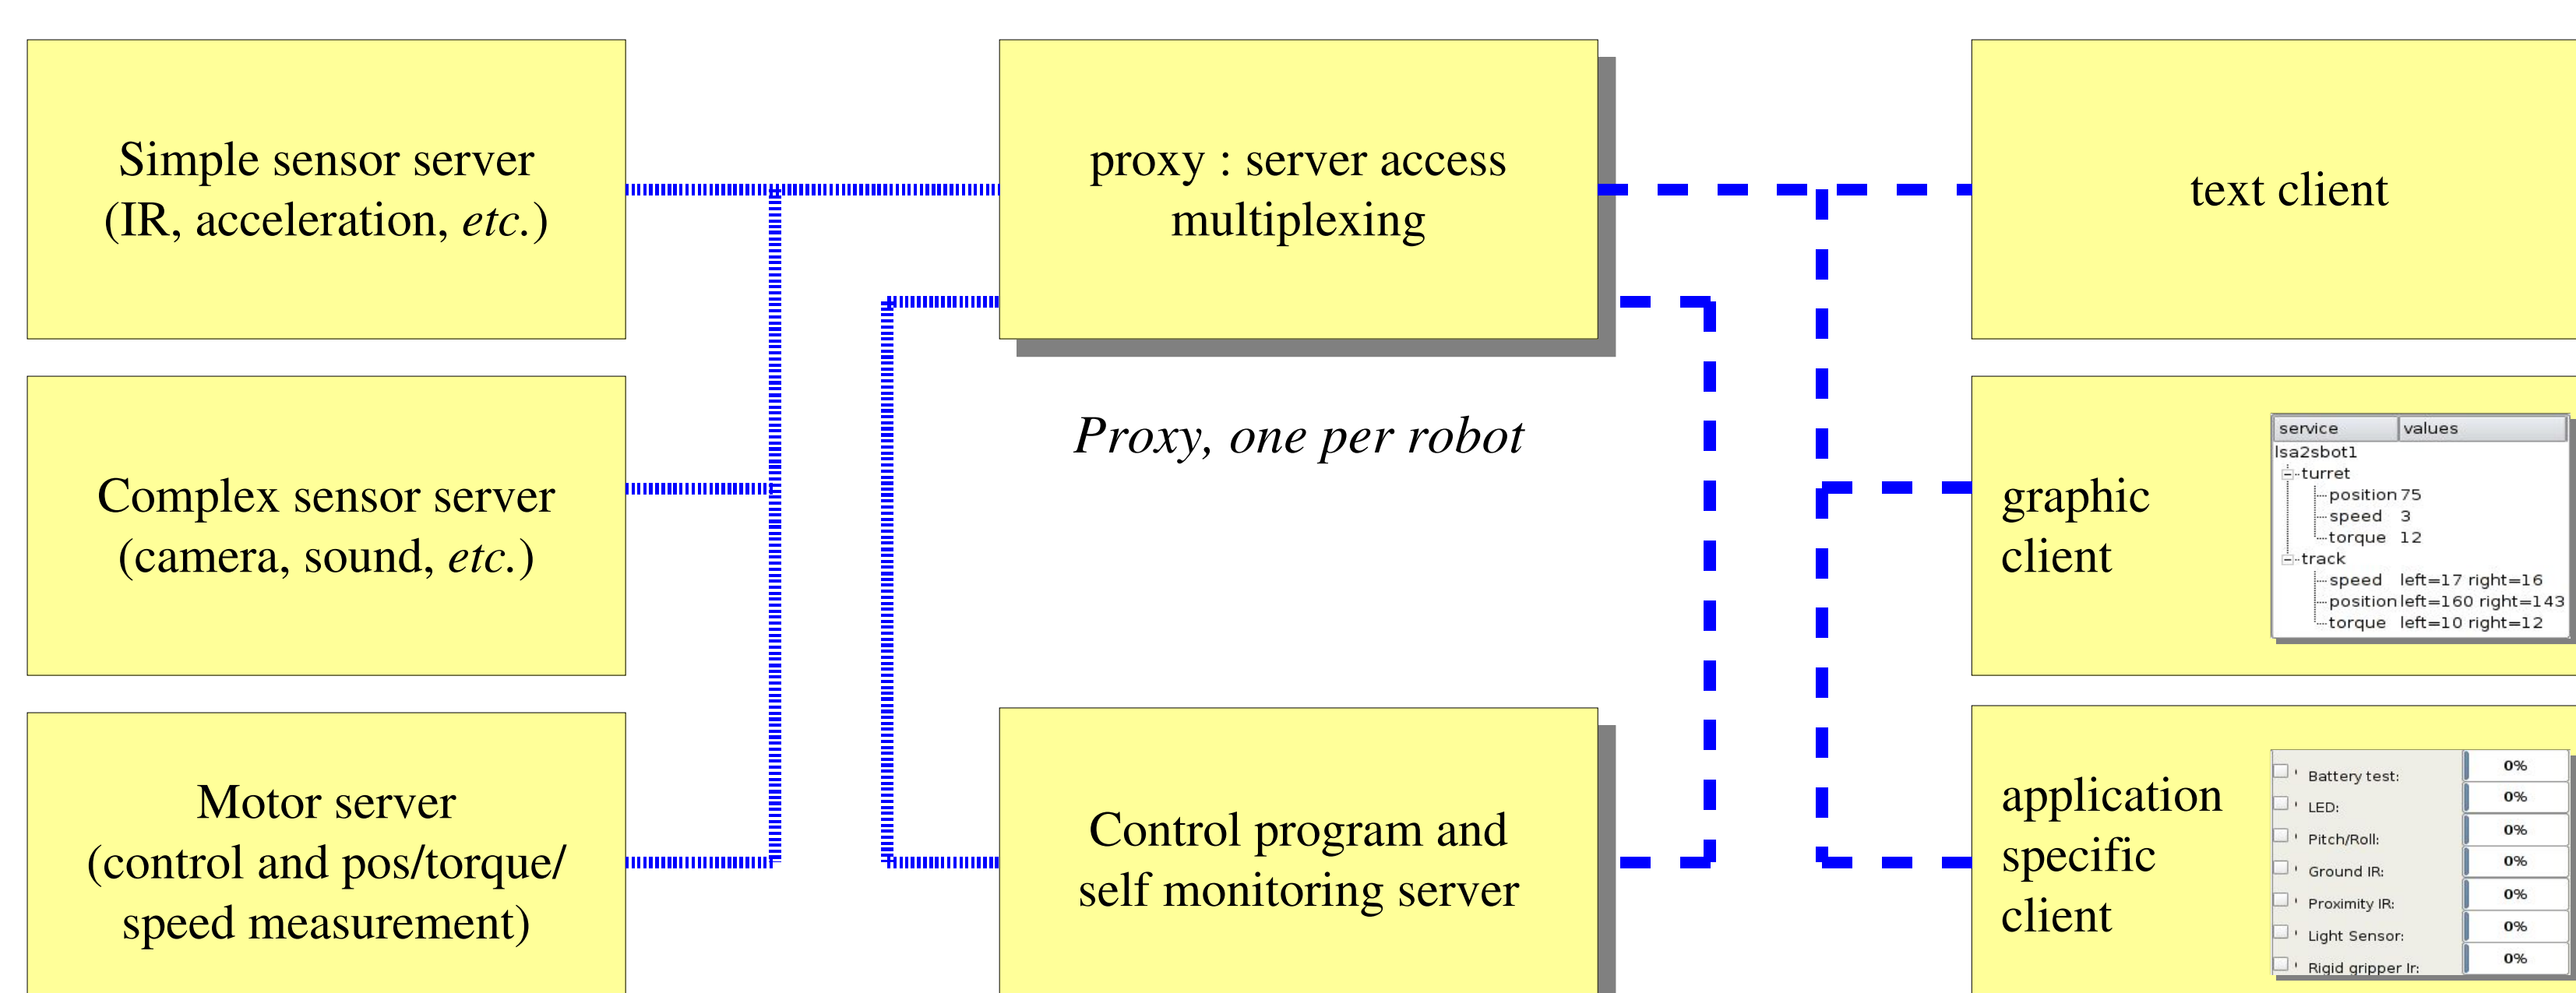 Simple sensor server
(IR, acceleration, etc.)
proxy : server access
multiplexing
text client
Complex sensor server
(camera, sound, etc.)
Proxy, one per robot
graphic
client
service values
lsa2sbot1
turret
position 75
speed 3
torque 12
track
speed left=17 right=16
position left=160 right=143
torque left=10 right=12
Motor server
(control and pos/torque/
speed measurement)
Control program and
self monitoring server
application
specific
client
Battery test: 0%
LED: 0%
Pitch/Roll: 0%
Ground IR: 0%
Proximity IR: 0%
Light Sensor: 0%
Rigid gripper Ir: 0%